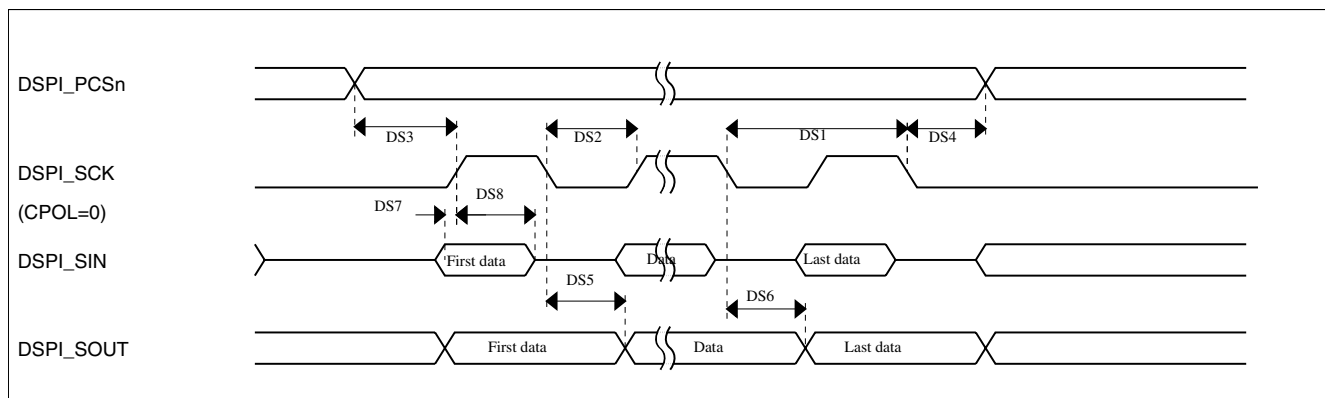 DSPI_PCSn
DS3
DS2
DS1
DS4
DSPI_SCK
(CPOL=0)
DS7
DS8
DSPI_SIN
First data
Data
Last data
DS5
DS6
DSPI_SOUT
First data
Data
Last data